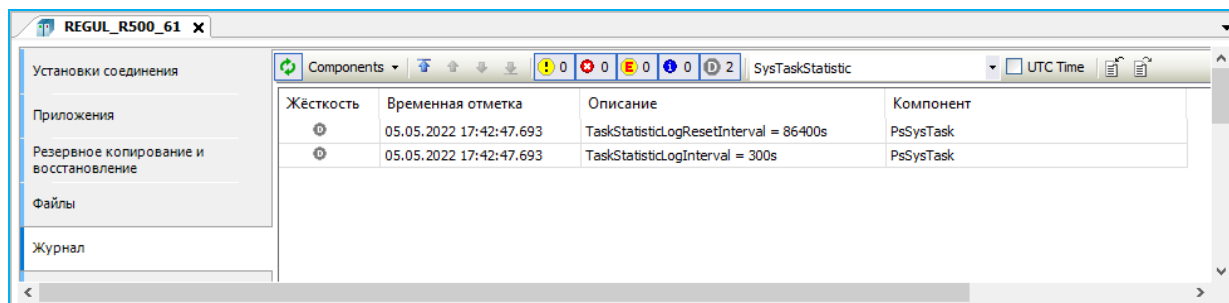 REGUL_R500_61 x
Установки соединения
Приложения
Резервное копирование и
восстановление
Файлы
Журнал
Components
! 0
0
E 0
0
D 2
SysTaskStatistic
UTC Time
Жёсткость Временная отметка Описание Компонент
D 05.05.2022 17:42:47.693 TaskStatisticLogResetInterval = 86400s PsSysTask
D 05.05.2022 17:42:47.693 TaskStatisticLogInterval = 300s PsSysTask